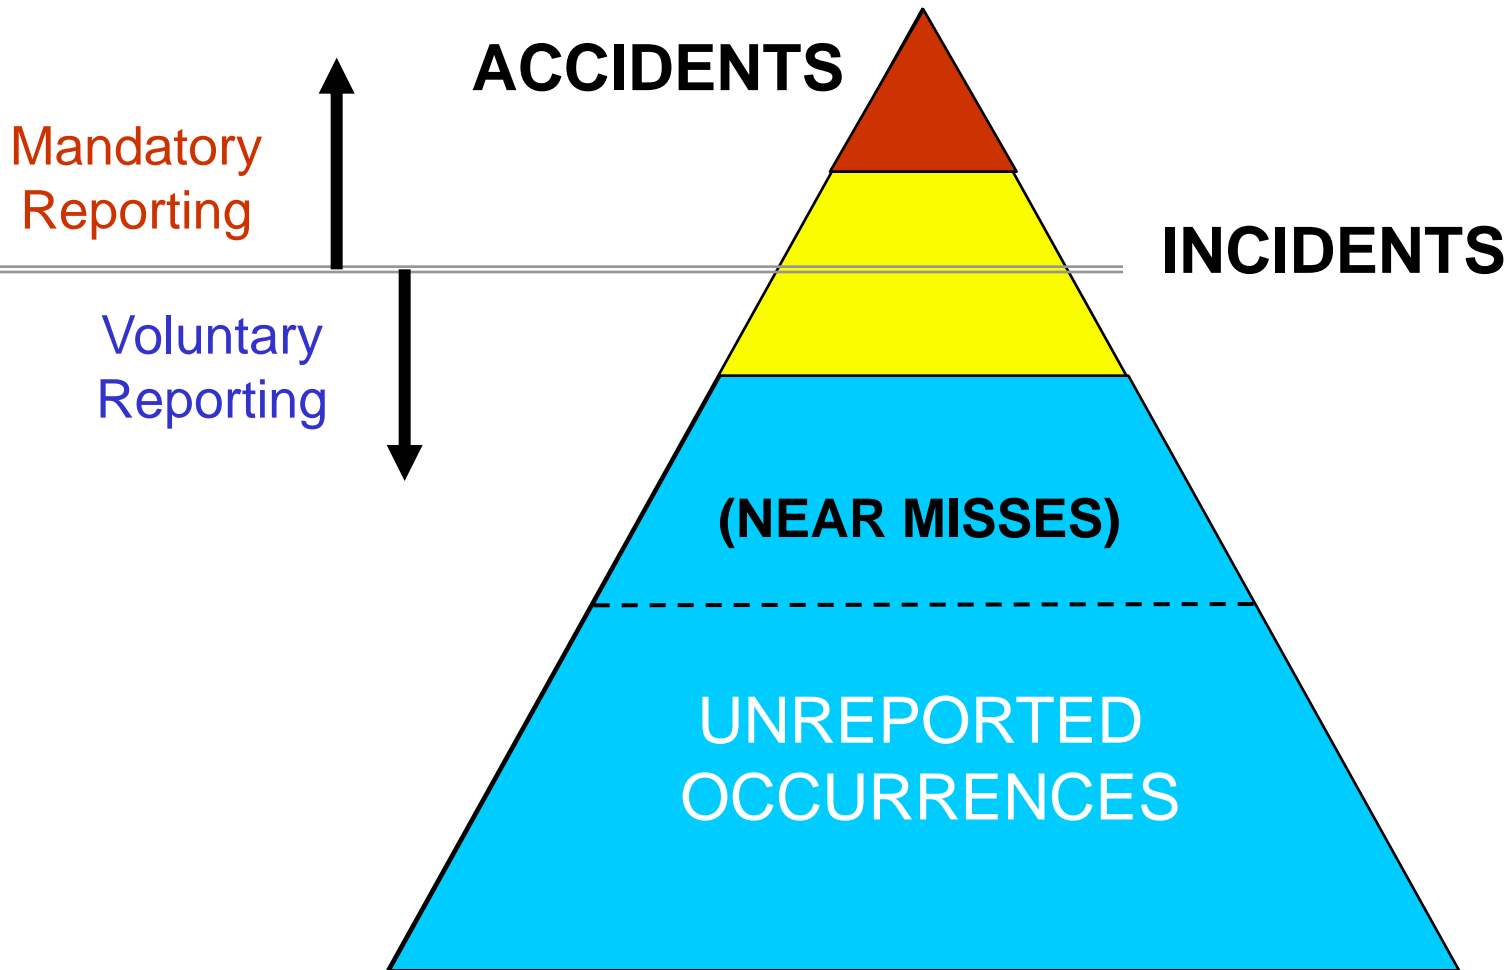 ACCIDENTS
Mandatory
Reporting
INCIDENTS
Voluntary
Reporting
(NEAR MISSES)
UNREPORTED
OCCURRENCES